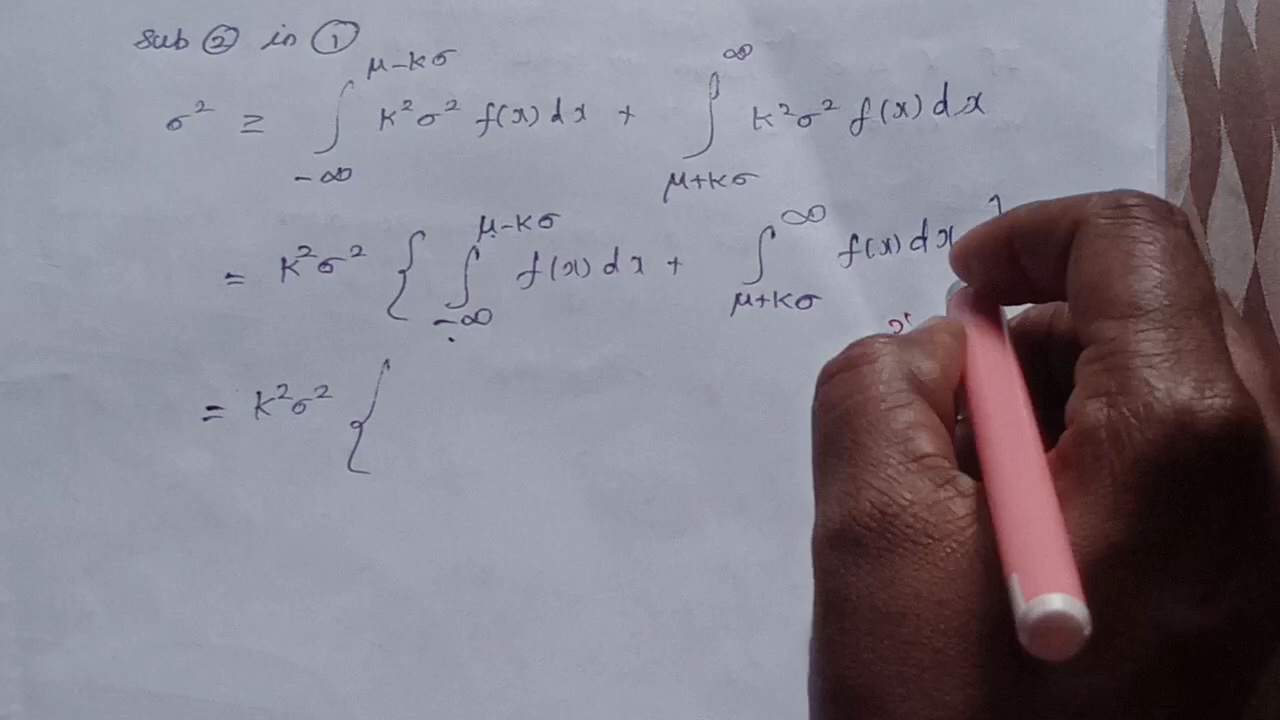 sub ② in ①
σ² ≥ ∫_{-∞}^{μ-kσ} k²σ² f(x) dx + ∫_{μ+kσ}^{∞} k²σ² f(x) dx
= k²σ² { ∫_{-∞}^{μ-kσ} f(x) dx + ∫_{μ+kσ}^{∞} f(x) dx
= k²σ² {